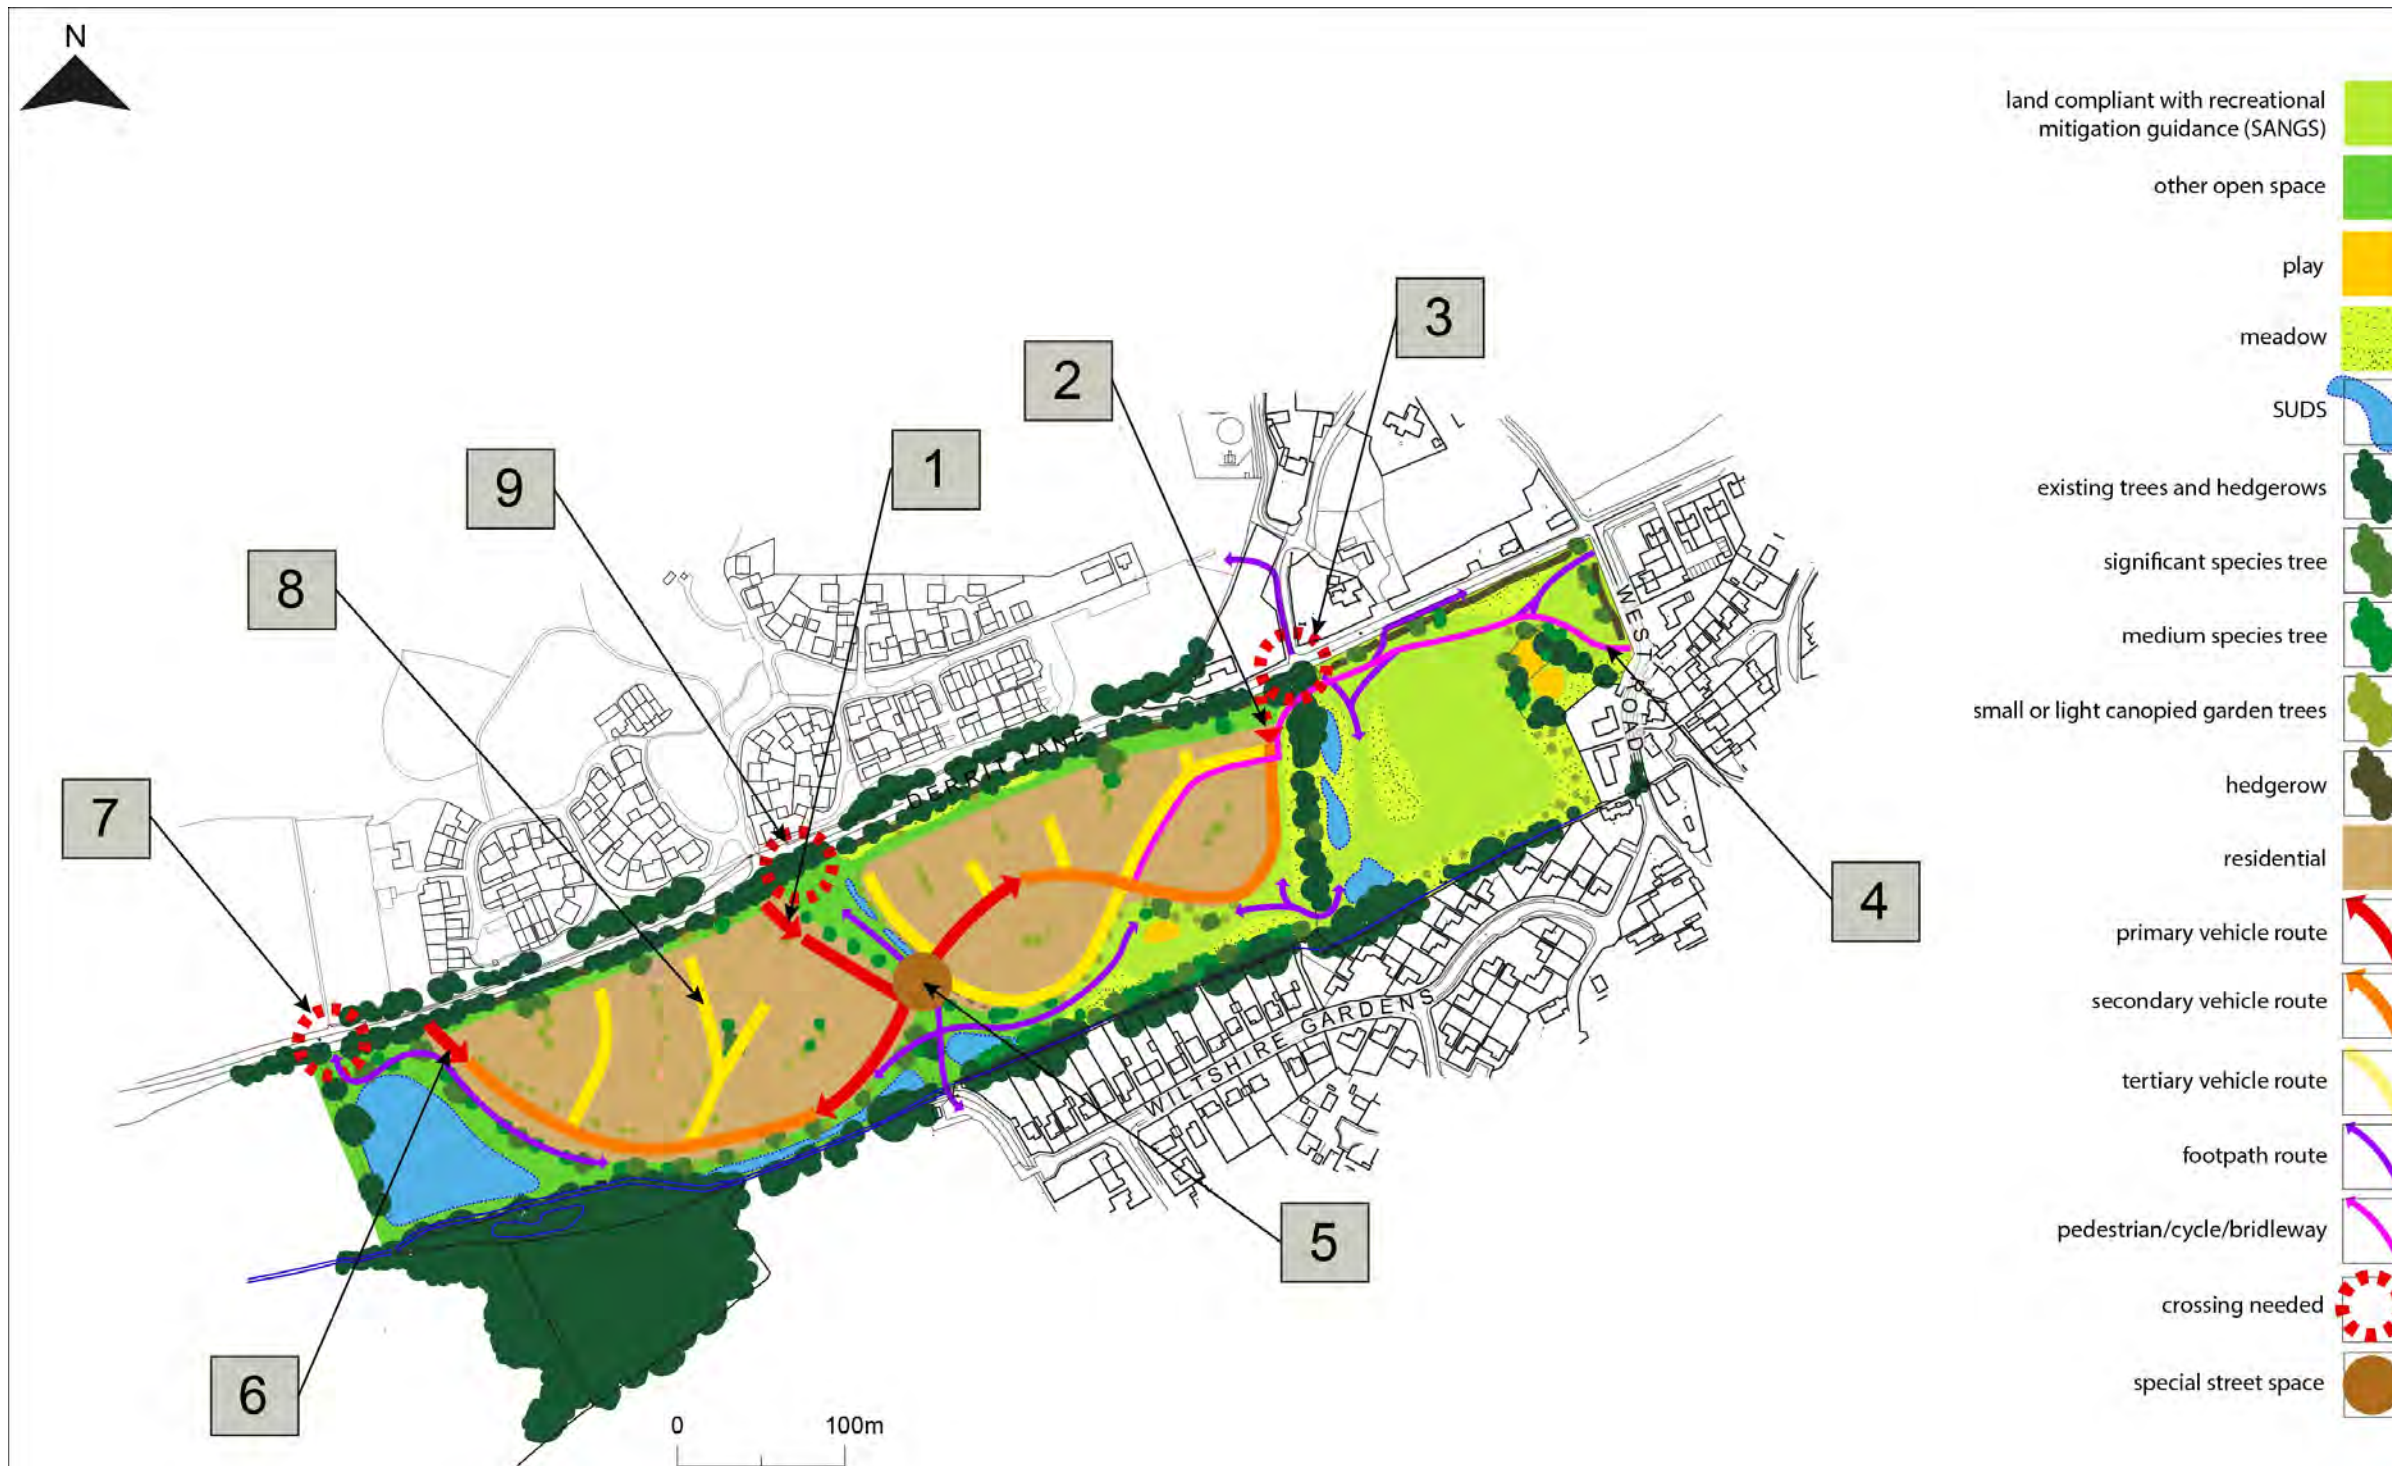 N
land compliant with recreational
mitigation guidance (SANGS)
other open space
play
meadow
SUDS
existing trees and hedgerows
significant species tree
medium species tree
small or light canopied garden trees
hedgerow
residential
primary vehicle route
secondary vehicle route
tertiary vehicle route
footpath route
pedestrian/cycle/bridleway
crossing needed
special street space
3
2
1
9
8
7
4
5
6
DERRIT LANE
WEST ROAD
WILTSHIRE GARDENS
0 100m